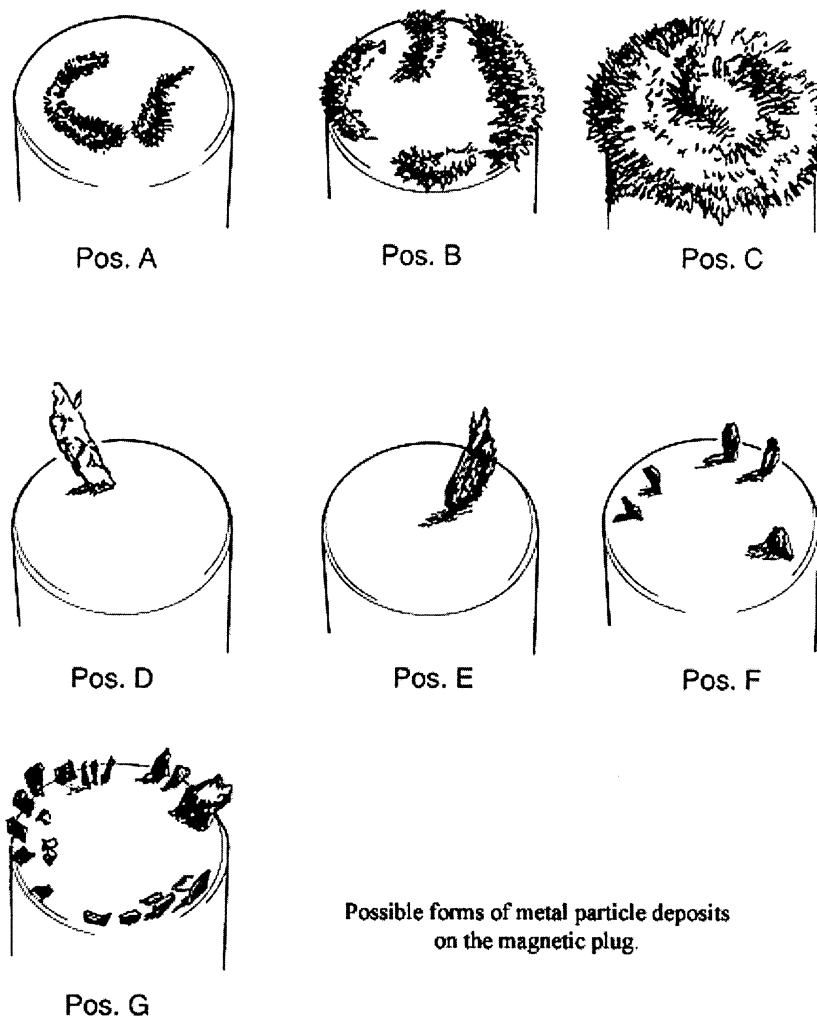 Pos. A
Pos. B
Pos. C
Pos. D
Pos. E
Pos. F
Possible forms of metal particle deposits
on the magnetic plug.
Pos. G